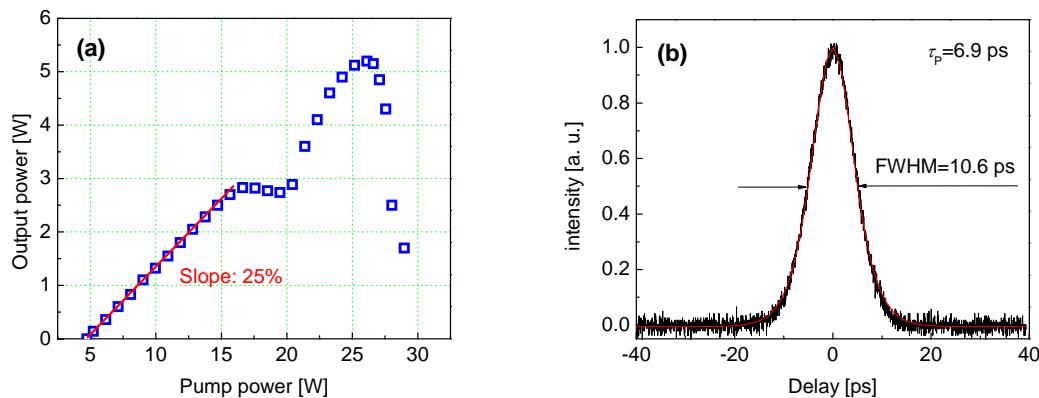 (a)
6
5
4
3
2
1
0
Output power [W]
Slope: 25%
5 10 15 20 25 30
Pump power [W]
(b)
τP=6.9 ps
FWHM=10.6 ps
1.0
0.8
0.6
0.4
0.2
0.0
intensity [a. u.]
-40 -20 0 20 40
Delay [ps]